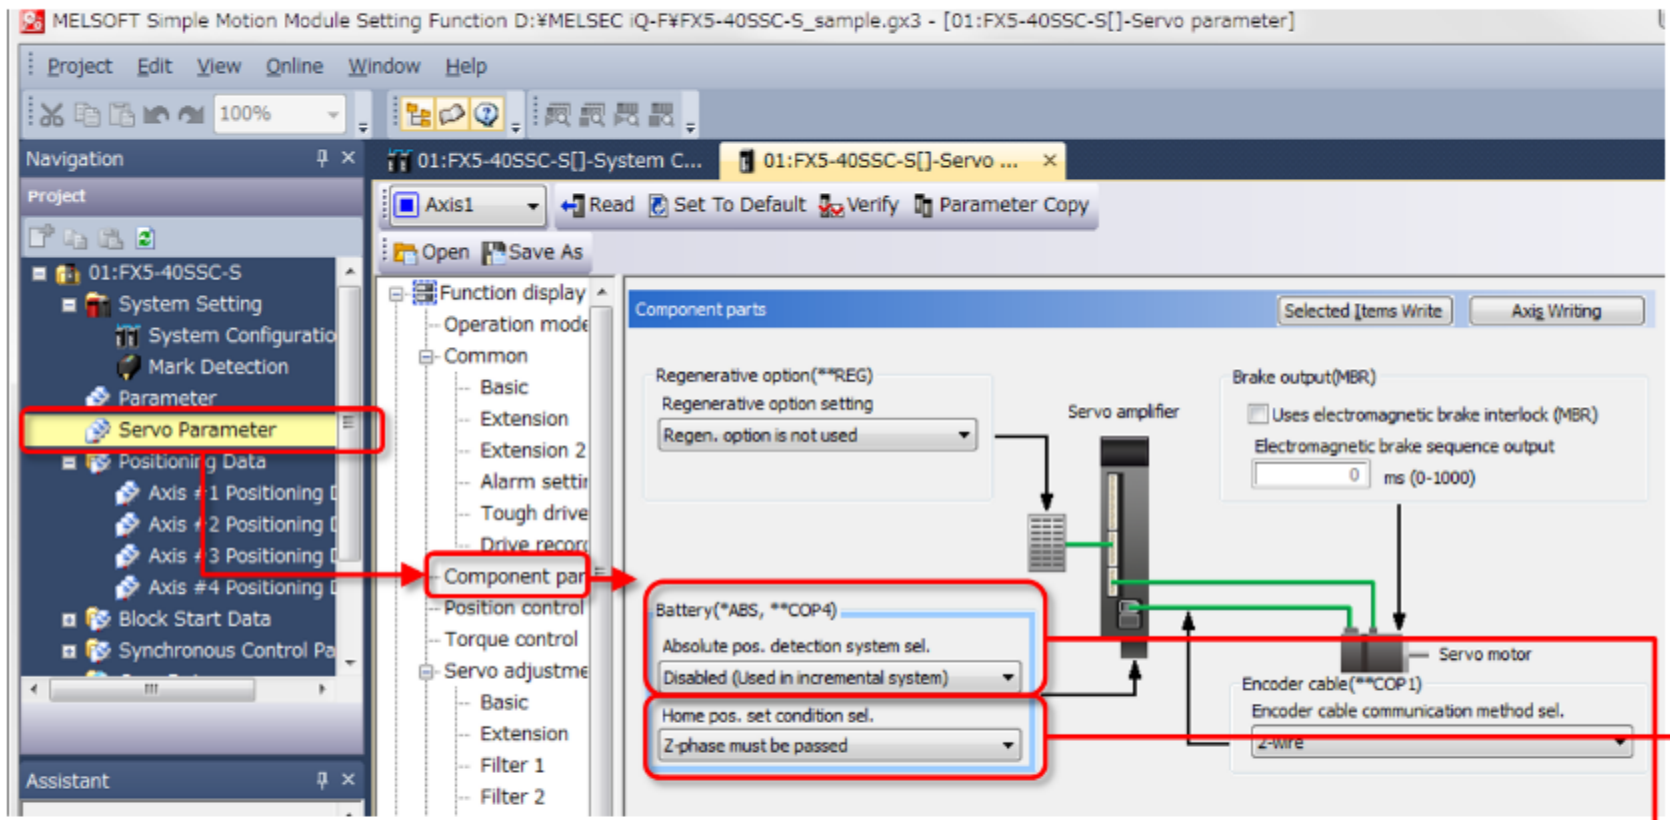 MELSOFT Simple Motion Module Setting Function D:¥MELSEC iQ-F¥FX5-40SSC-S_sample.gx3 - [01:FX5-40SSC-S[]-Servo parameter]
Project Edit View Online Window Help
100%
Navigation
Project
01:FX5-40SSC-S
System Setting
System Configuratio
Mark Detection
Parameter
Servo Parameter
Positioning Data
Axis #1 Positioning D
Axis #2 Positioning D
Axis #3 Positioning D
Axis #4 Positioning D
Block Start Data
Synchronous Control Pa
Assistant
01:FX5-40SSC-S[]-System C... 01:FX5-40SSC-S[]-Servo ...
Axis1 Read Set To Default Verify Parameter Copy
Open Save As
Function display
Operation mode
Common
Basic
Extension
Extension 2
Alarm settin
Tough drive
Drive record
Component par
Position control
Torque control
Servo adjustme
Basic
Extension
Filter 1
Filter 2
Component parts
Selected Items Write Axis Writing
Regenerative option(**REG)
Regenerative option setting
Regen. option is not used
Servo amplifier
Brake output(MBR)
Uses electromagnetic brake interlock (MBR)
Electromagnetic brake sequence output
0 ms (0-1000)
Battery(*ABS, **COP4)
Absolute pos. detection system sel.
Disabled (Used in incremental system)
Home pos. set condition sel.
Z-phase must be passed
Servo motor
Encoder cable(**COP1)
Encoder cable communication method sel.
2-wire